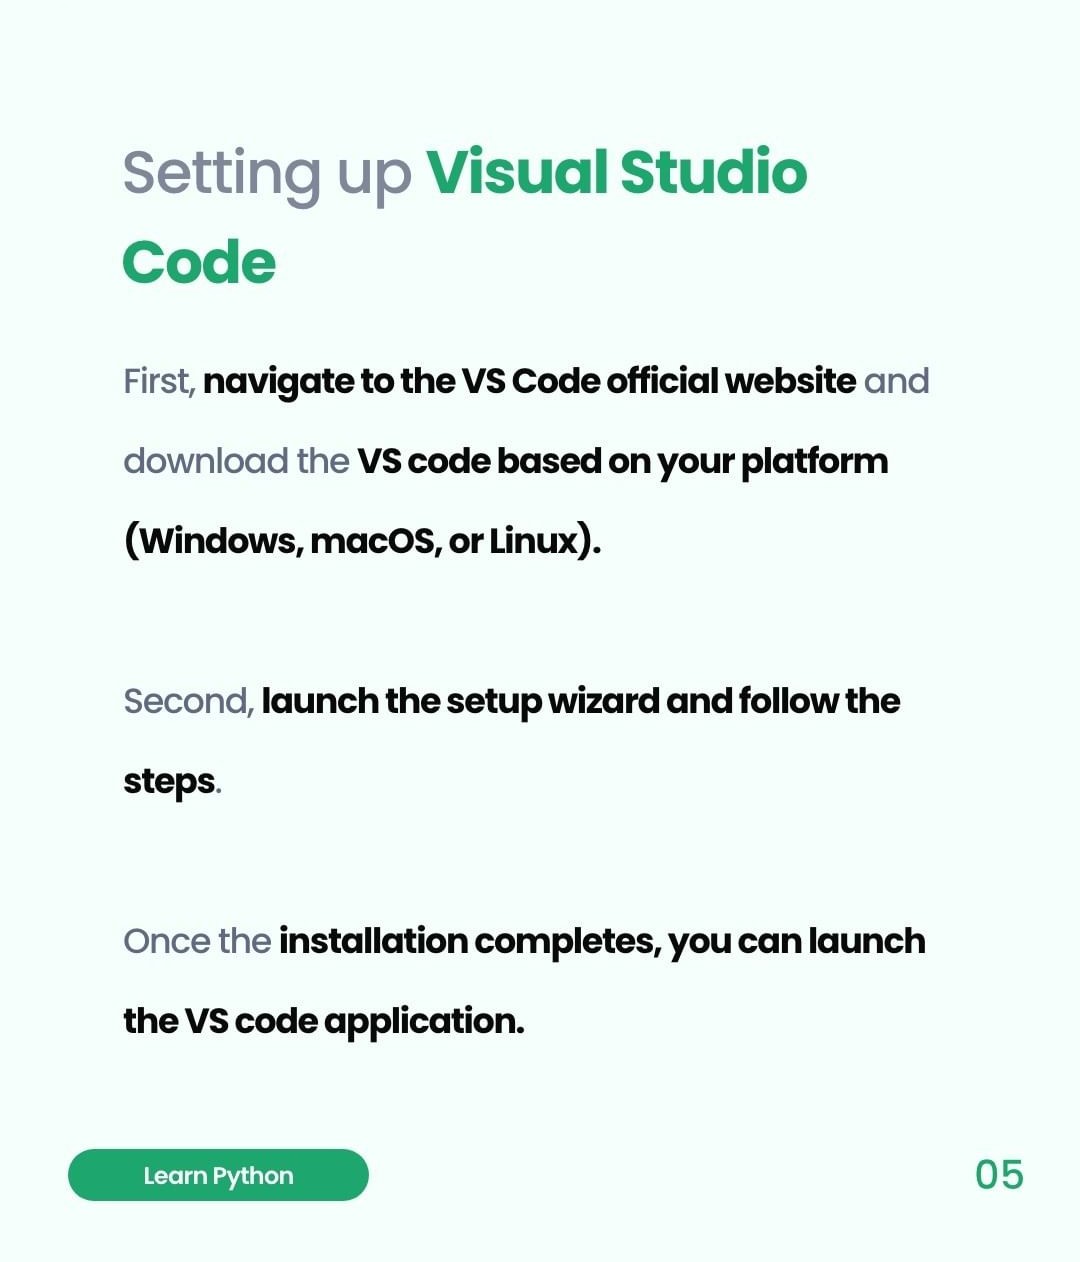 Setting up Visual Studio
Code
First, navigate to the VS Code official website and
download the VS code based on your platform
(Windows, macOS, or Linux).
Second, launch the setup wizard and follow the
steps.
Once the installation completes, you can launch
the VS code application.
Learn Python
05